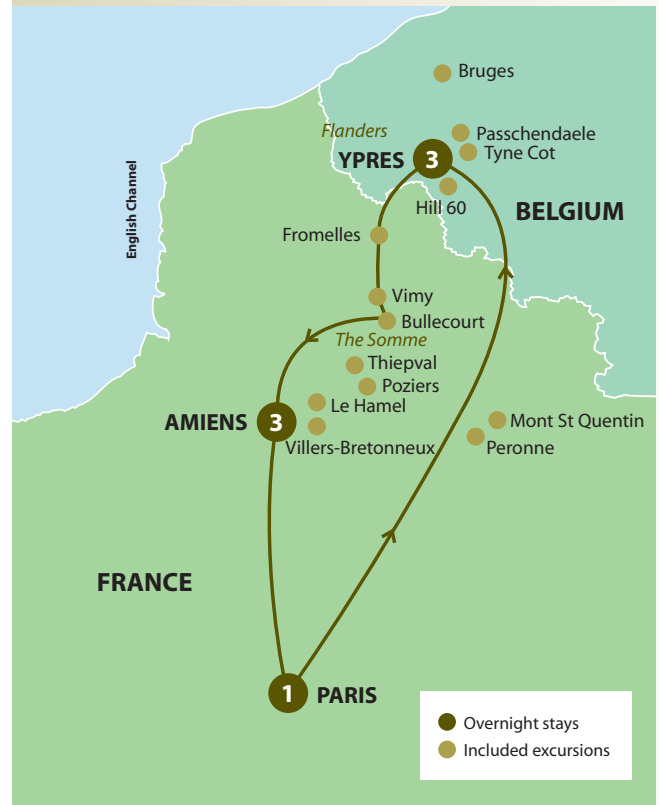 Bruges
Flanders
Passchendaele
YPRES
3
Tyne Cot
Hill 60
BELGIUM
English Channel
Fromelles
Vimy
Bullecourt
The Somme
Thiepval
Poziers
Le Hamel
Mont St Quentin
AMIENS
3
Villers-Bretonneux
Peronne
FRANCE
1
PARIS
Overnight stays
Included excursions